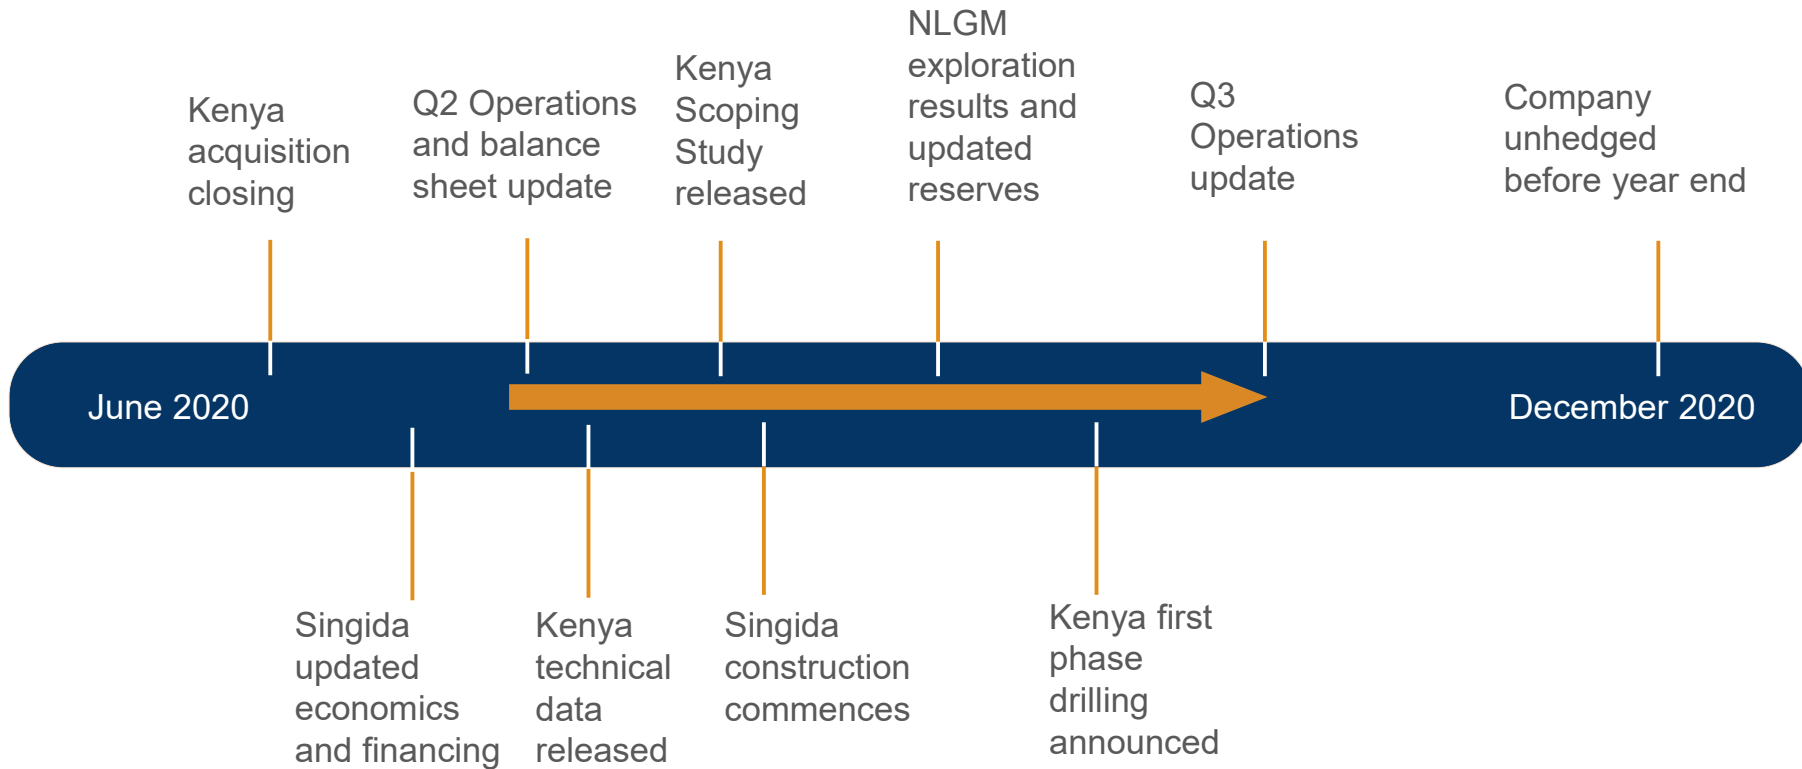 Kenya
acquisition
closing
Q2 Operations
and balance
sheet update
Kenya
Scoping
Study
released
NLGM
exploration
results and
updated
reserves
Q3
Operations
update
Company
unhedged
before year end
June 2020
December 2020
Singida
updated
economics
and financing
Kenya
technical
data
released
Singida
construction
commences
Kenya first
phase
drilling
announced